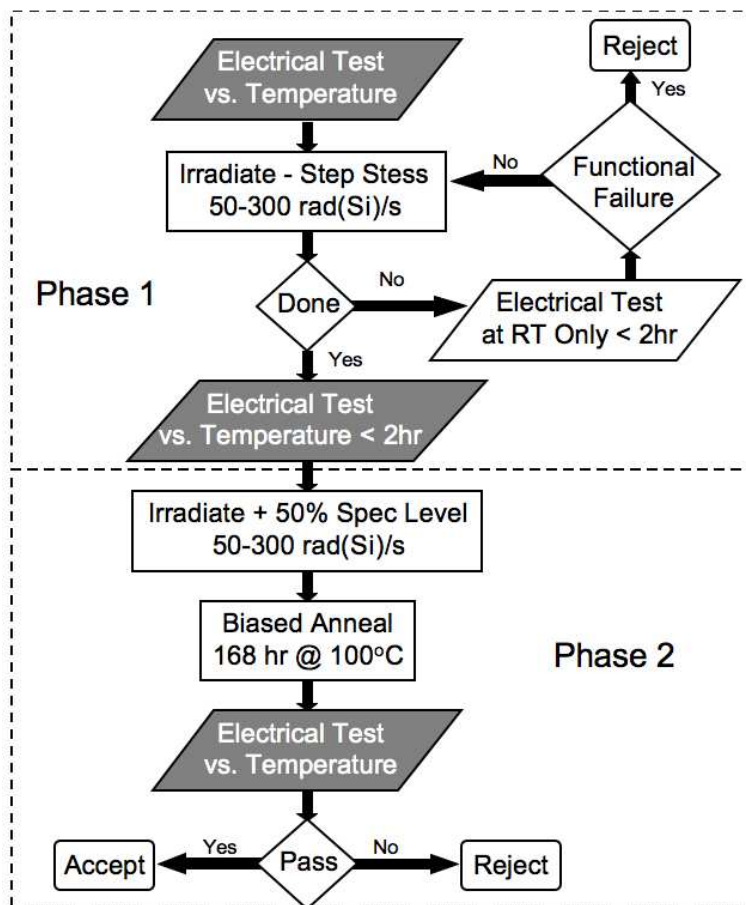 Electrical Test
vs. Temperature
Reject
Yes
Irradiate - Step Stess
50-300 rad(Si)/s
No
Functional
Failure
Phase 1
Done
No
Electrical Test
at RT Only < 2hr
Yes
Electrical Test
vs. Temperature < 2hr
Irradiate + 50% Spec Level
50-300 rad(Si)/s
Biased Anneal
168 hr @ 100°C
Phase 2
Electrical Test
vs. Temperature
Accept
Yes
Pass
No
Reject